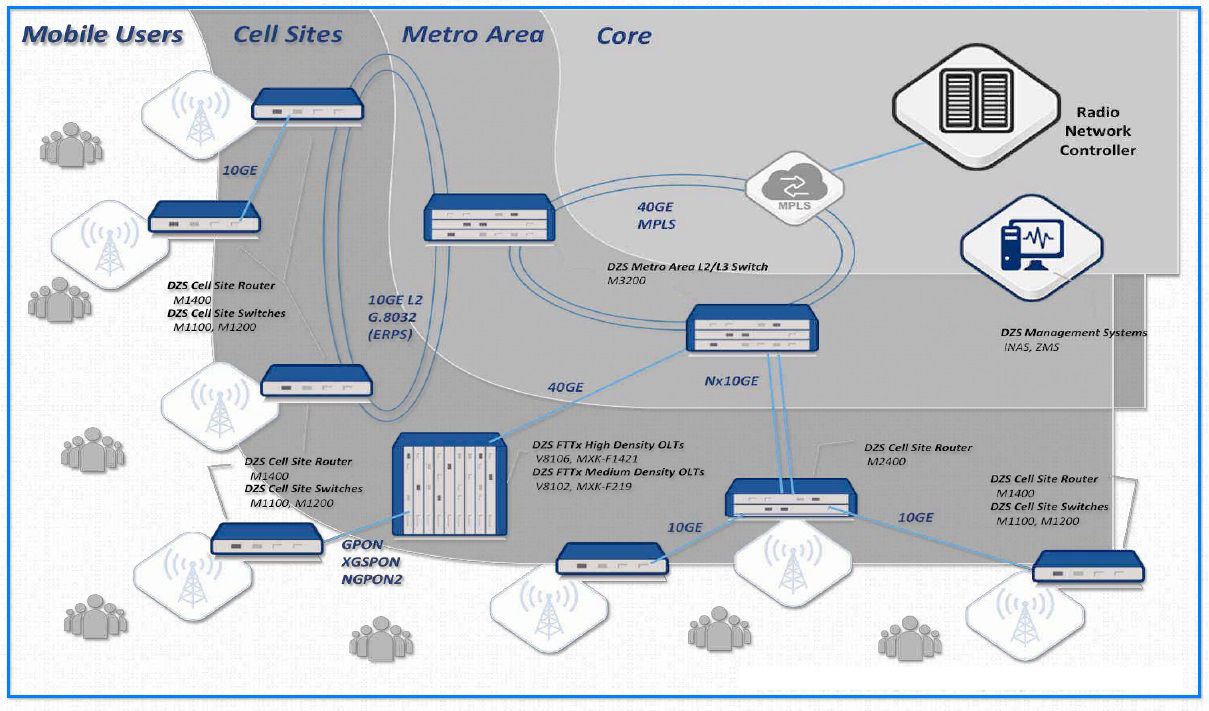 Mobile Users
Cell Sites
Metro Area
Core
Radio
Network
Controller
10GE
MPLS
40GE
MPLS
DZS Metro Area L2/L3 Switch
M3200
DZS Cell Site Router
M1400
DZS Cell Site Switches
M1100, M1200
10GE L2
G.8032
(ERPS)
DZS Management Systems
iNAS, ZMS
40GE
Nx10GE
DZS FTTx High Density OLTs
V8106, MXK-F1421
DZS FTTx Medium Density OLTs
V8102, MXK-F219
DZS Cell Site Router
M2400
DZS Cell Site Router
M1400
DZS Cell Site Switches
M1100, M1200
DZS Cell Site Router
M1400
DZS Cell Site Switches
M1100, M1200
10GE
10GE
GPON
XGSPON
NGPON2